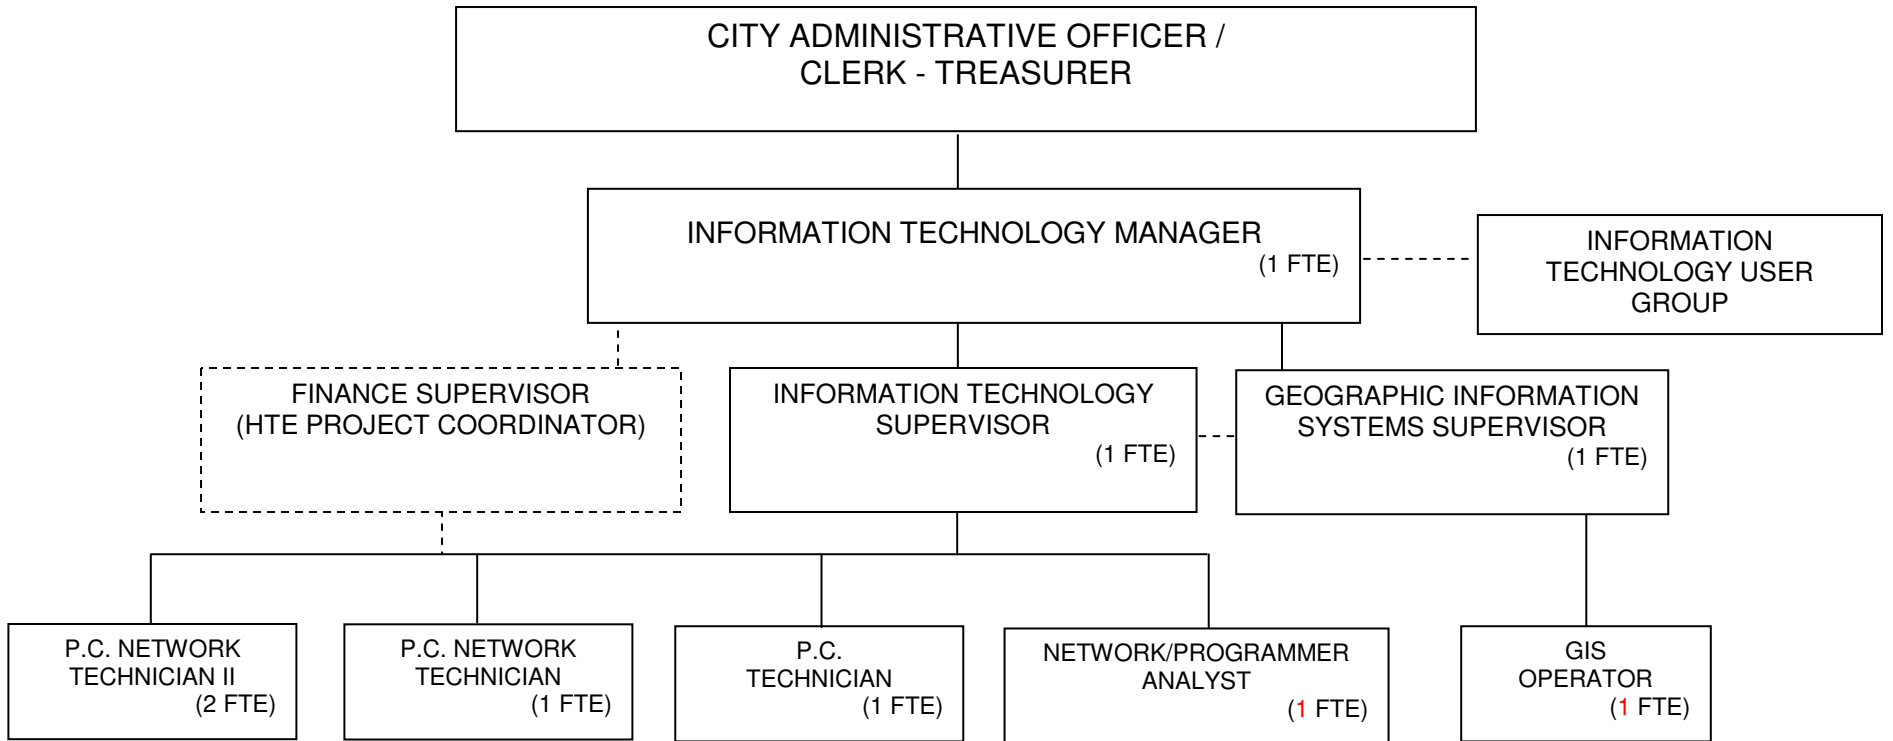 CITY ADMINISTRATIVE OFFICER /
CLERK - TREASURER
INFORMATION TECHNOLOGY MANAGER
(1 FTE)
INFORMATION
TECHNOLOGY USER
GROUP
FINANCE SUPERVISOR
(HTE PROJECT COORDINATOR)
INFORMATION TECHNOLOGY
SUPERVISOR
(1 FTE)
GEOGRAPHIC INFORMATION
SYSTEMS SUPERVISOR
(1 FTE)
P.C. NETWORK
TECHNICIAN II
(2 FTE)
P.C. NETWORK
TECHNICIAN
(1 FTE)
P.C.
TECHNICIAN
(1 FTE)
NETWORK/PROGRAMMER
ANALYST
(1 FTE)
GIS
OPERATOR
(1 FTE)